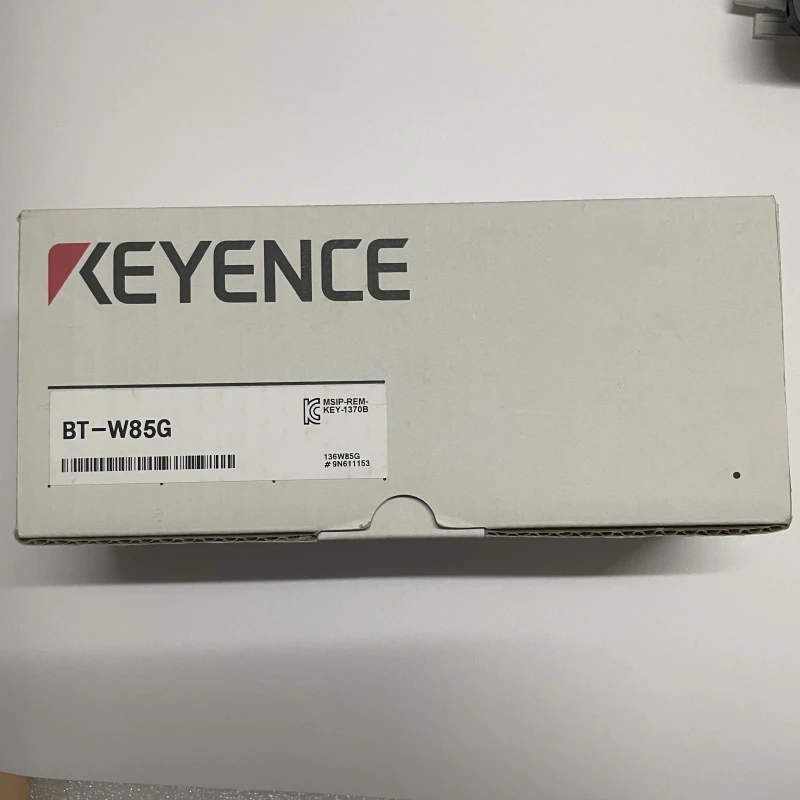 KEYENCE
MSIP-REM-
KEY-1370B
BT-W85G
136W85G
#9N611153